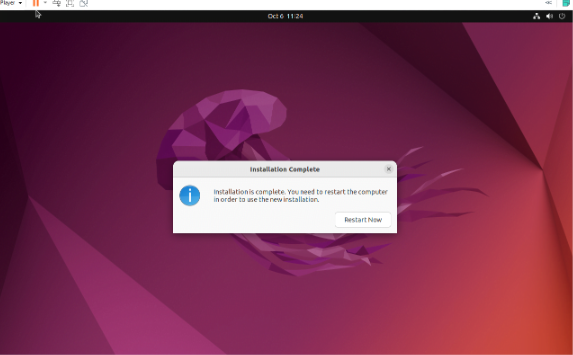 Player
Oct 6 11:24
Installation Complete
Installation is complete. You need to restart the computer
in order to use the new installation.
Restart Now